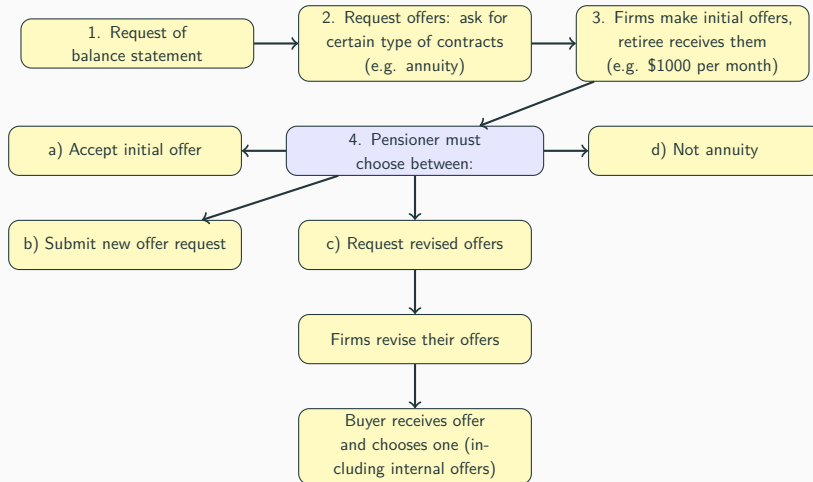 1. Request of
balance statement
2. Request offers: ask for
certain type of contracts
(e.g. annuity)
3. Firms make initial offers,
retiree receives them
(e.g. $1000 per month)
a) Accept initial offer
4. Pensioner must
choose between:
d) Not annuity
b) Submit new offer request
c) Request revised offers
Firms revise their offers
Buyer receives offer
and chooses one (in-
cluding internal offers)